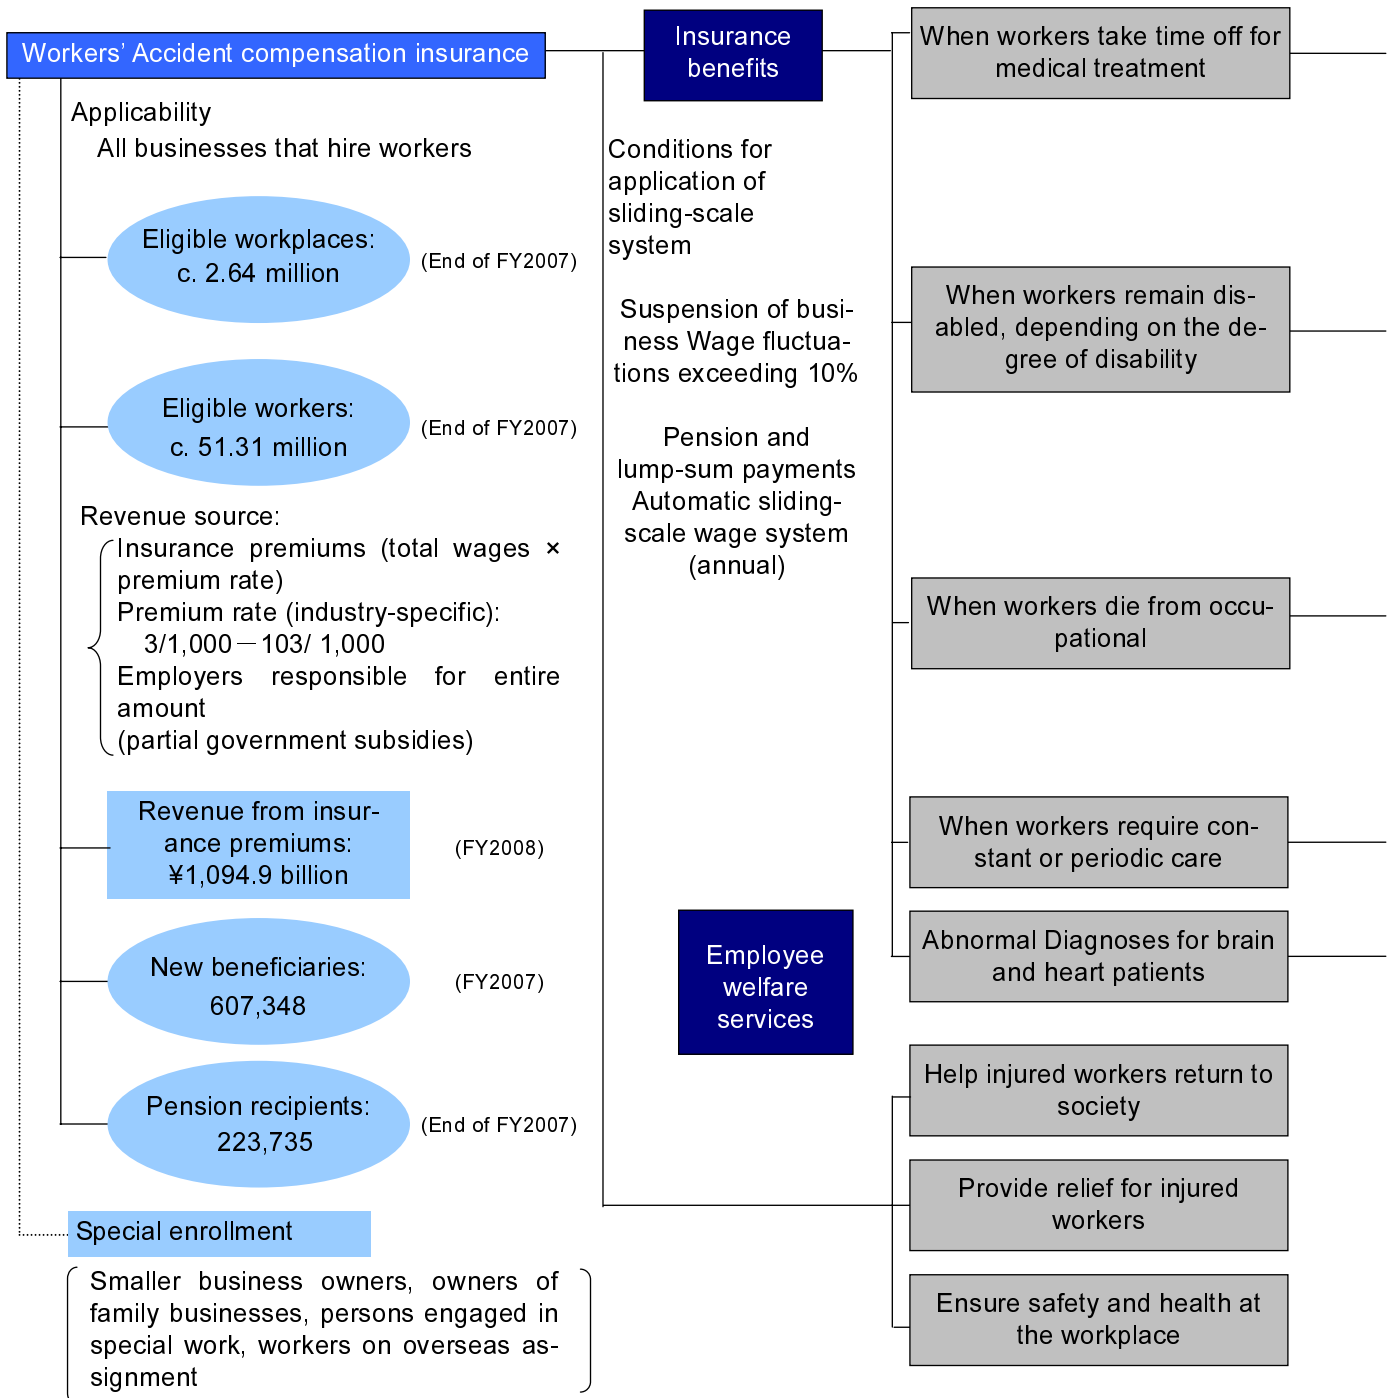 Workers’ Accident compensation insurance
Applicability
All businesses that hire workers
Eligible workplaces:
c. 2.64 million
(End of FY2007)
Eligible workers:
c. 51.31 million
(End of FY2007)
Revenue source:
Insurance premiums (total wages ×
premium rate)
Premium rate (industry-specific):
3/1,000－103/ 1,000
Employers responsible for entire
amount
(partial government subsidies)
Revenue from insur-
ance premiums:
¥1,094.9 billion
(FY2008)
New beneficiaries:
607,348
(FY2007)
Pension recipients:
223,735
(End of FY2007)
Special enrollment
Smaller business owners, owners of
family businesses, persons engaged in
special work, workers on overseas as-
signment
Insurance
benefits
Conditions for
application of
sliding-scale
system
Suspension of busi-
ness Wage fluctua-
tions exceeding 10%
Pension and
lump-sum payments
Automatic sliding-
scale wage system
(annual)
Employee
welfare
services
When workers take time off for
medical treatment
When workers remain dis-
abled, depending on the de-
gree of disability
When workers die from occu-
pational
When workers require con-
stant or periodic care
Abnormal Diagnoses for brain
and heart patients
Help injured workers return to
society
Provide relief for injured
workers
Ensure safety and health at
the workplace